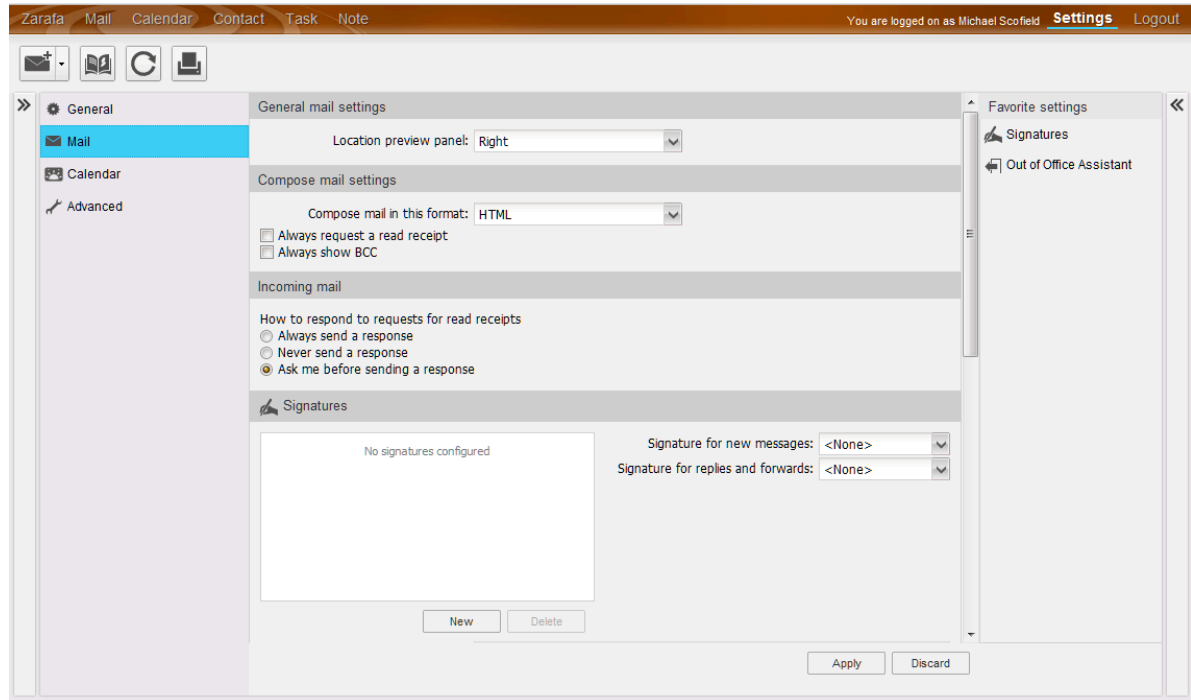 Zarafa Mail Calendar Contact Task Note You are logged on as Michael Scofield Settings Logout
General
Mail
Calendar
Advanced
General mail settings
Location preview panel: Right
Compose mail settings
Compose mail in this format: HTML
Always request a read receipt
Always show BCC
Incoming mail
How to respond to requests for read receipts
Always send a response
Never send a response
Ask me before sending a response
Signatures
No signatures configured
Signature for new messages: <None>
Signature for replies and forwards: <None>
New Delete
Apply Discard
Favorite settings
Signatures
Out of Office Assistant